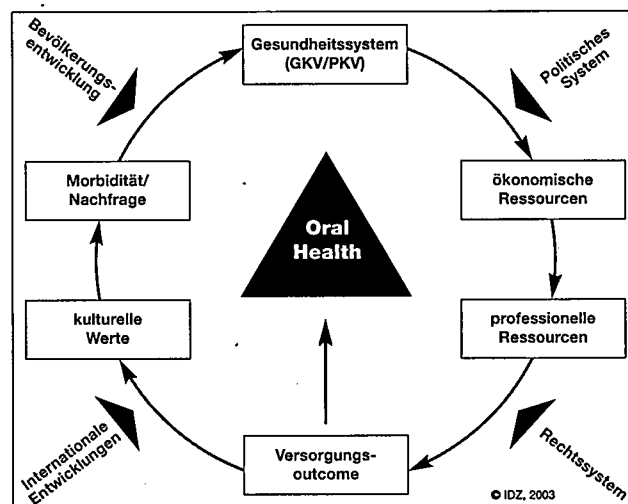 Bevölkerungs-
entwicklung
Gesundheitssystem
(GKV/PKV)
Politisches
System
Morbidität/
Nachfrage
ökonomische
Ressourcen
Oral
Health
kulturelle
Werte
professionelle
Ressourcen
Internationale
Entwicklungen
Versorgungs-
outcome
Rechtssystem
© IDZ, 2003